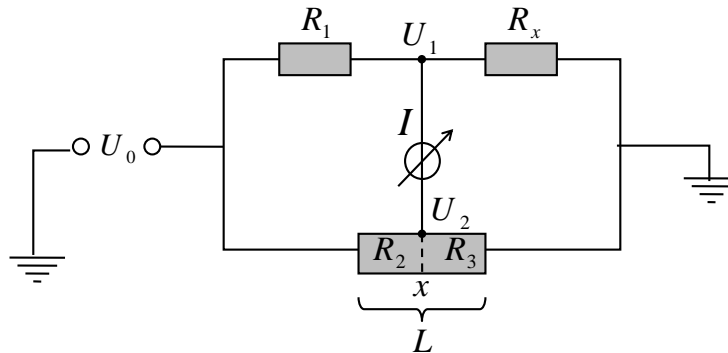 R₁ U₁ Rₓ
I
U₀
U₂
R₂ R₃
x
L